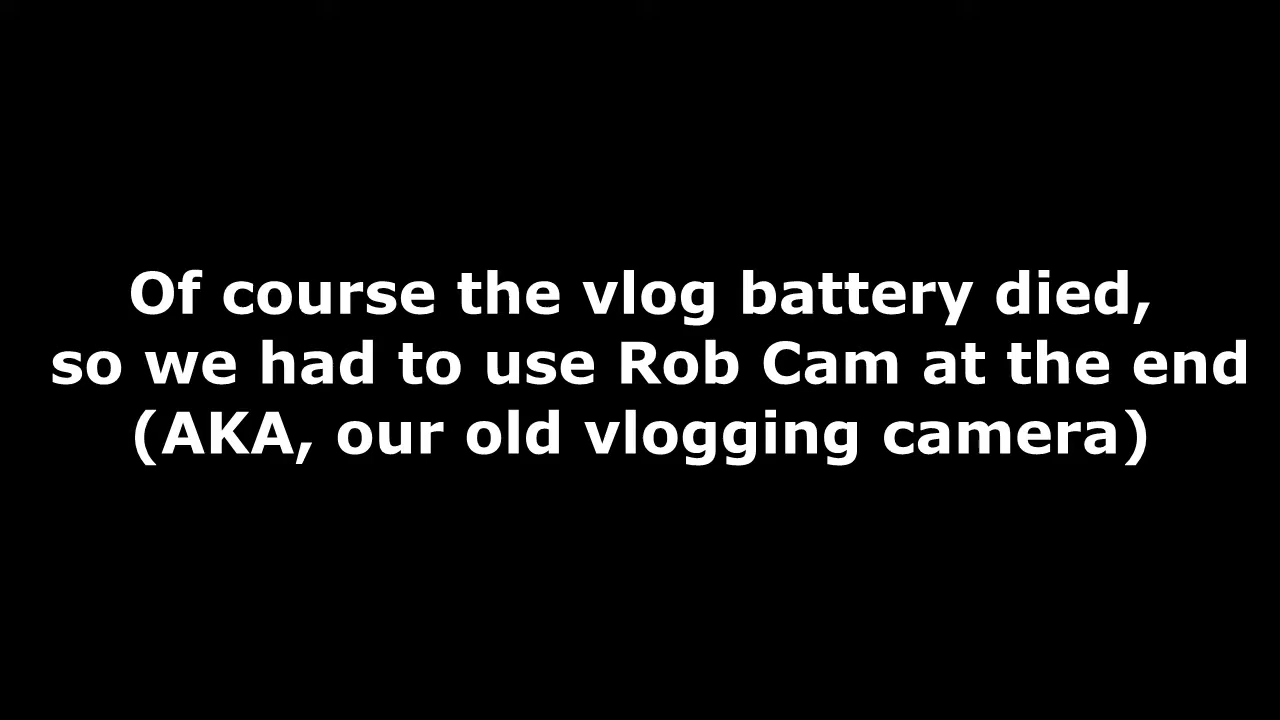 Of course the vlog battery died,
so we had to use Rob Cam at the end
(AKA, our old vlogging camera)